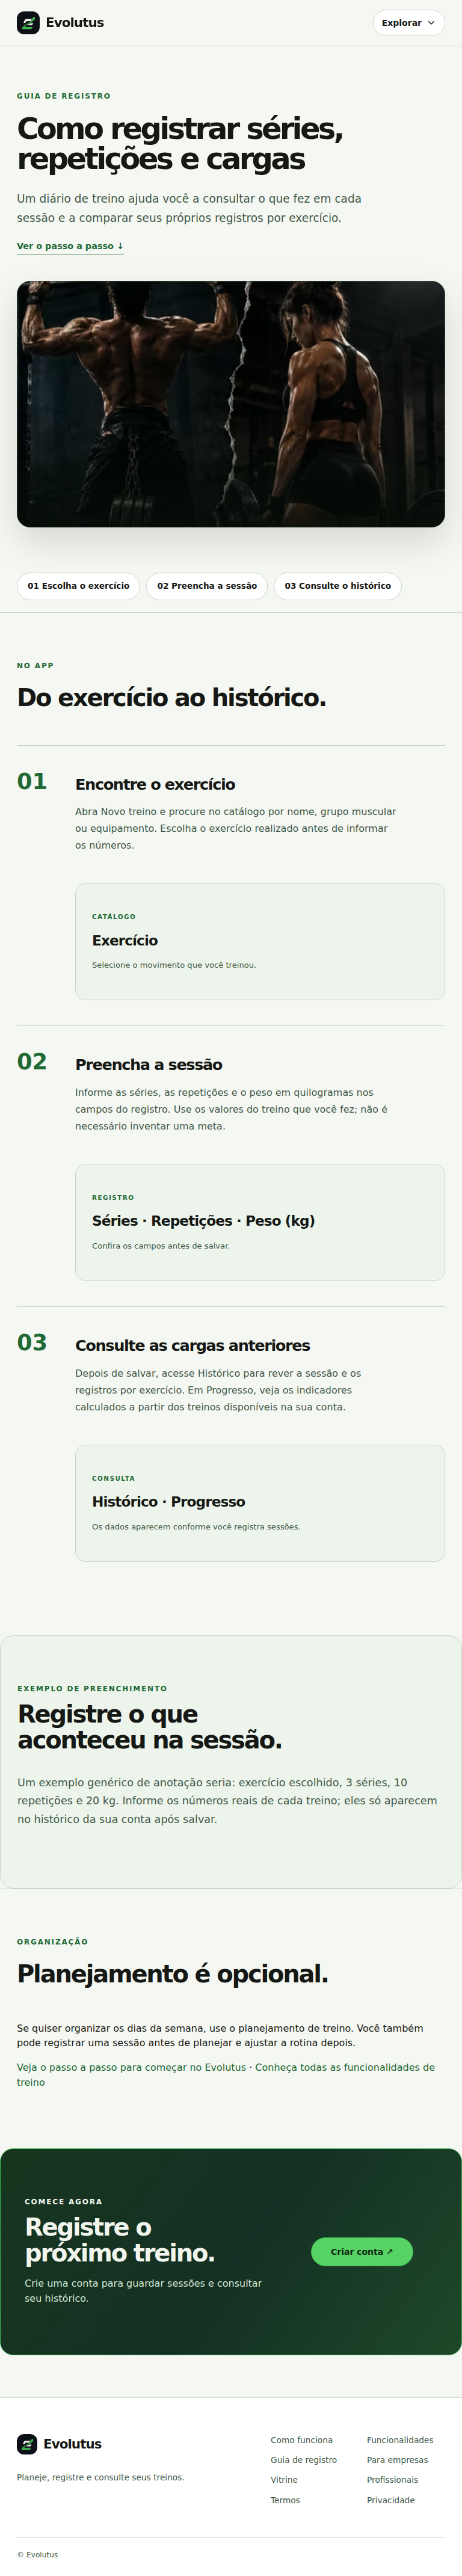 Evolutus
Explorar
GUIA DE REGISTRO
Como registrar séries,
repetições e cargas
Um diário de treino ajuda você a consultar o que fez em cada
sessão e a comparar seus próprios registros por exercício.
Ver o passo a passo ↓
01 Escolha o exercício
02 Preencha a sessão
03 Consulte o histórico
NO APP
Do exercício ao histórico.
01
Encontre o exercício
Abra Novo treino e procure no catálogo por nome, grupo muscular
ou equipamento. Escolha o exercício realizado antes de informar
os números.
CATÁLOGO
Exercício
Selecione o movimento que você treinou.
02
Preencha a sessão
Informe as séries, as repetições e o peso em quilogramas nos
campos do registro. Use os valores do treino que você fez; não é
necessário inventar uma meta.
REGISTRO
Séries · Repetições · Peso (kg)
Confira os campos antes de salvar.
03
Consulte as cargas anteriores
Depois de salvar, acesse Histórico para rever a sessão e os
registros por exercício. Em Progresso, veja os indicadores
calculados a partir dos treinos disponíveis na sua conta.
CONSULTA
Histórico · Progresso
Os dados aparecem conforme você registra sessões.
EXEMPLO DE PREENCHIMENTO
Registre o que
aconteceu na sessão.
Um exemplo genérico de anotação seria: exercício escolhido, 3 séries, 10
repetições e 20 kg. Informe os números reais de cada treino; eles só aparecem
no histórico da sua conta após salvar.
ORGANIZAÇÃO
Planejamento é opcional.
Se quiser organizar os dias da semana, use o planejamento de treino. Você também
pode registrar uma sessão antes de planejar e ajustar a rotina depois.
Veja o passo a passo para começar no Evolutus · Conheça todas as funcionalidades de
treino
COMECE AGORA
Registre o
próximo treino.
Crie uma conta para guardar sessões e consultar
seu histórico.
Criar conta ↗
Evolutus
Planeje, registre e consulte seus treinos.
Como funciona
Guia de registro
Vitrine
Termos
Funcionalidades
Para empresas
Profissionais
Privacidade
© Evolutus